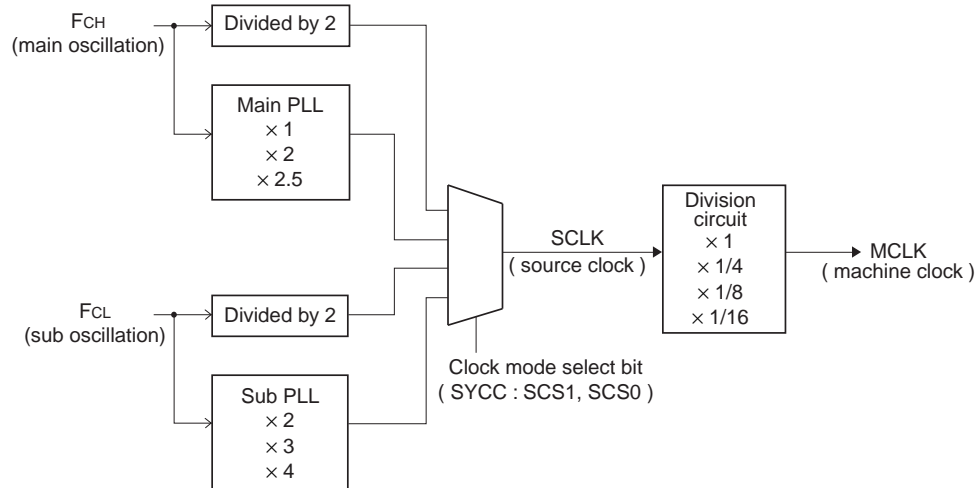 FCH
(main oscillation)
Divided by 2
Main PLL
× 1
× 2
× 2.5
FCL
(sub oscillation)
Divided by 2
Sub PLL
× 2
× 3
× 4
Clock mode select bit
( SYCC : SCS1, SCS0 )
SCLK
( source clock )
Division
circuit
× 1
× 1/4
× 1/8
× 1/16
MCLK
( machine clock )